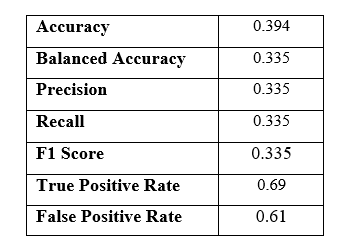 Accuracy 0.394
Balanced Accuracy 0.335
Precision 0.335
Recall 0.335
F1 Score 0.335
True Positive Rate 0.69
False Positive Rate 0.61